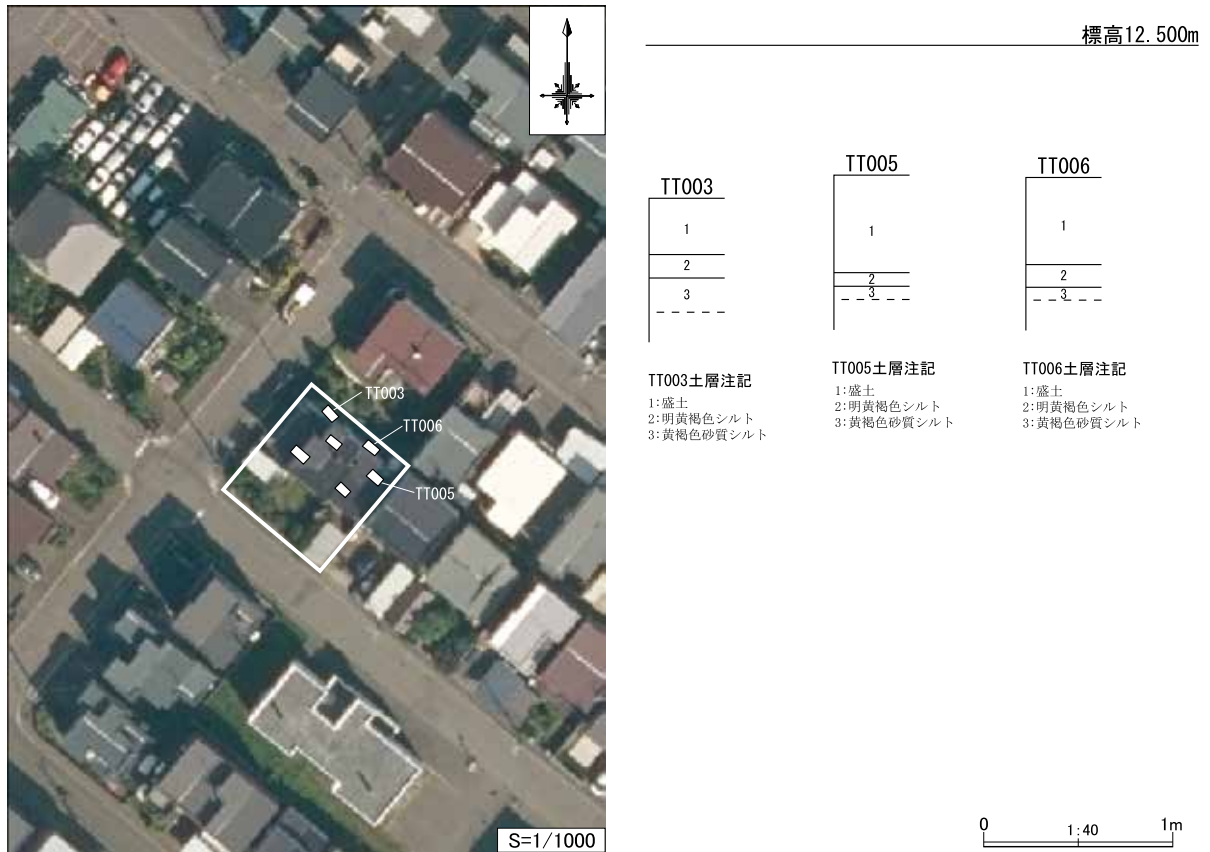 TT003
TT006
TT005
S=1/1000
標高12.500m
TT003
1
2
3
TT005
1
2
3
TT006
1
2
3
TT003土層注記
1:盛土
2:明黄褐色シルト
3:黄褐色砂質シルト
TT005土層注記
1:盛土
2:明黄褐色シルト
3:黄褐色砂質シルト
TT006土層注記
1:盛土
2:明黄褐色シルト
3:黄褐色砂質シルト
0 1:40 1m